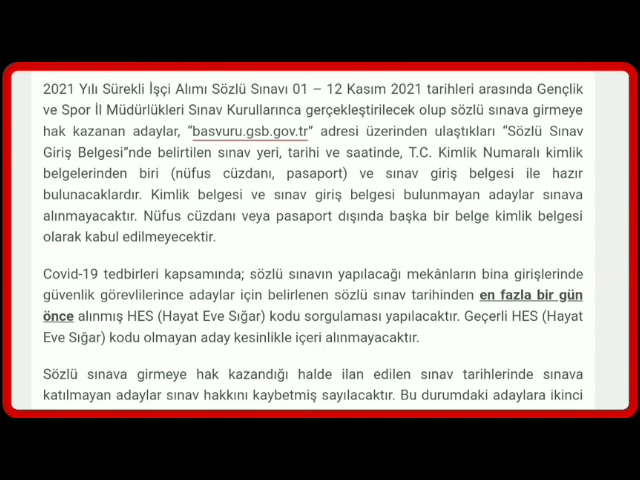 2021 Yılı Sürekli İşçi Alımı Sözlü Sınavı 01 – 12 Kasım 2021 tarihleri arasında Gençlik
ve Spor İl Müdürlükleri Sınav Kurullarınca gerçekleştirilecek olup sözlü sınava girmeye
hak kazanan adaylar, “basvuru.gsb.gov.tr” adresi üzerinden ulaştıkları “Sözlü Sınav
Giriş Belgesi”nde belirtilen sınav yeri, tarihi ve saatinde, T.C. Kimlik Numaralı kimlik
belgelerinden biri (nüfus cüzdanı, pasaport) ve sınav giriş belgesi ile hazır
bulunacaklardır. Kimlik belgesi ve sınav giriş belgesi bulunmayan adaylar sınava
alınmayacaktır. Nüfus cüzdanı veya pasaport dışında başka bir belge kimlik belgesi
olarak kabul edilmeyecektir.
Covid-19 tedbirleri kapsamında; sözlü sınavın yapılacağı mekânların bina girişlerinde
güvenlik görevlilerince adaylar için belirlenen sözlü sınav tarihinden en fazla bir gün
önce alınmış HES (Hayat Eve Sığar) kodu sorgulaması yapılacaktır. Geçerli HES (Hayat
Eve Sığar) kodu olmayan aday kesinlikle içeri alınmayacaktır.
Sözlü sınava girmeye hak kazandığı halde ilan edilen sınav tarihlerinde sınava
katılmayan adaylar sınav hakkını kaybetmiş sayılacaktır. Bu durumdaki adaylara ikinci